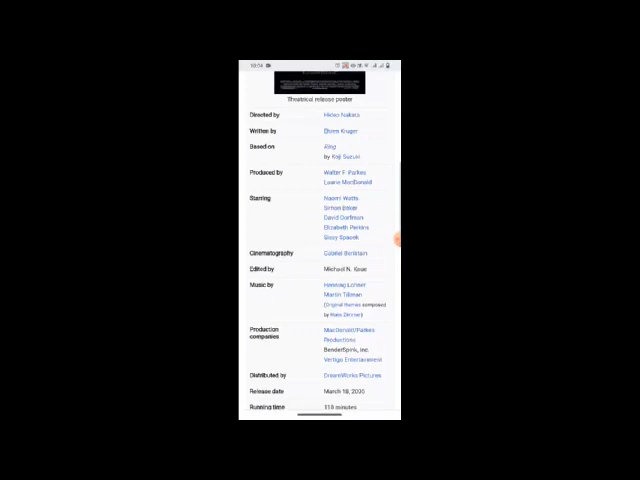 Theatrical release poster
Directed by Hideo Nakata
Written by Ehren Kruger
Based on Ring
by Koji Suzuki
Produced by Walter F. Parkes
Laurie MacDonald
Starring Naomi Watts
Simon Baker
David Dorfman
Elizabeth Perkins
Sissy Spacek
Cinematography Gabriel Beristain
Edited by Michael N. Knue
Music by Henning Lohner
Martin Tillman
(Original themes composed
by Hans Zimmer)
Production MacDonald/Parkes
companies Productions
BenderSpink, Inc.
Vertigo Entertainment
Distributed by DreamWorks Pictures
Release date March 18, 2005
Running time minutes